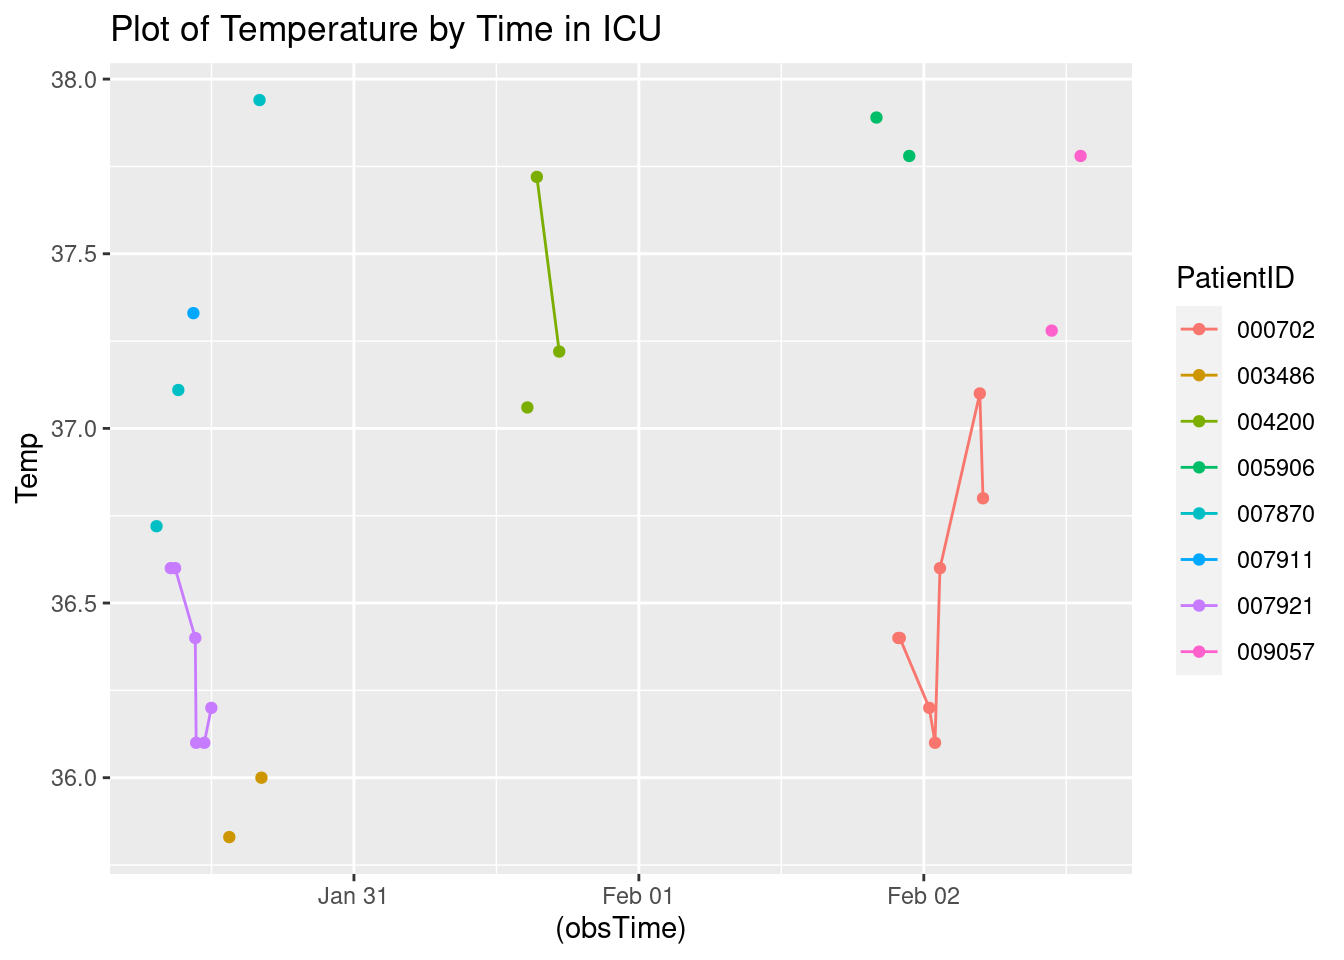 Plot of Temperature by Time in ICU
38.0
37.5
37.0
36.5
36.0
Temp
Jan 31
Feb 01
Feb 02
(obsTime)
PatientID
000702
003486
004200
005906
007870
007911
007921
009057